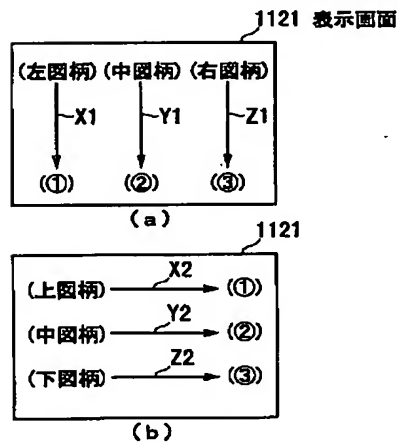 1121 表示画面
(左図柄) (中図柄) (右図柄)
X1 Y1 Z1
(①) (②) (③)
(a)
1121
(上図柄) X2 (①)
(中図柄) Y2 (②)
(下図柄) Z2 (③)
(b)